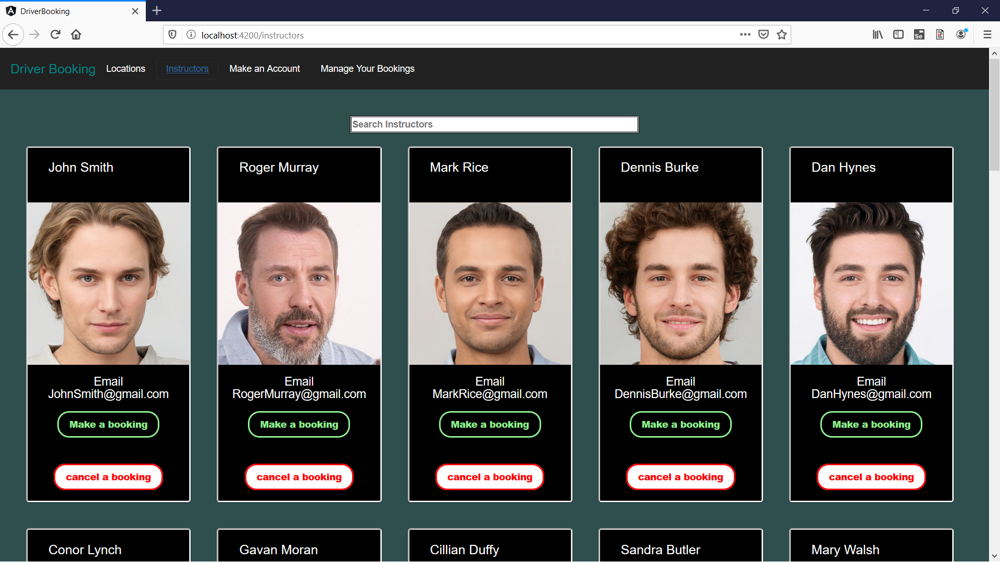 DriverBooking
localhost:4200/instructors
Se
Driver Booking Locations Instructors Make an Account Manage Your Bookings
Search Instructors
John Smith
Roger Murray
Mark Rice
Dennis Burke
Dan Hynes
Email
JohnSmith@gmail.com
Make a booking
cancel a booking
Email
RogerMurray@gmail.com
Make a booking
cancel a booking
Email
MarkRice@gmail.com
Make a booking
cancel a booking
Email
DennisBurke@gmail.com
Make a booking
cancel a booking
Email
DanHynes@gmail.com
Make a booking
cancel a booking
Conor Lynch
Gavan Moran
Cillian Duffy
Sandra Butler
Mary Walsh